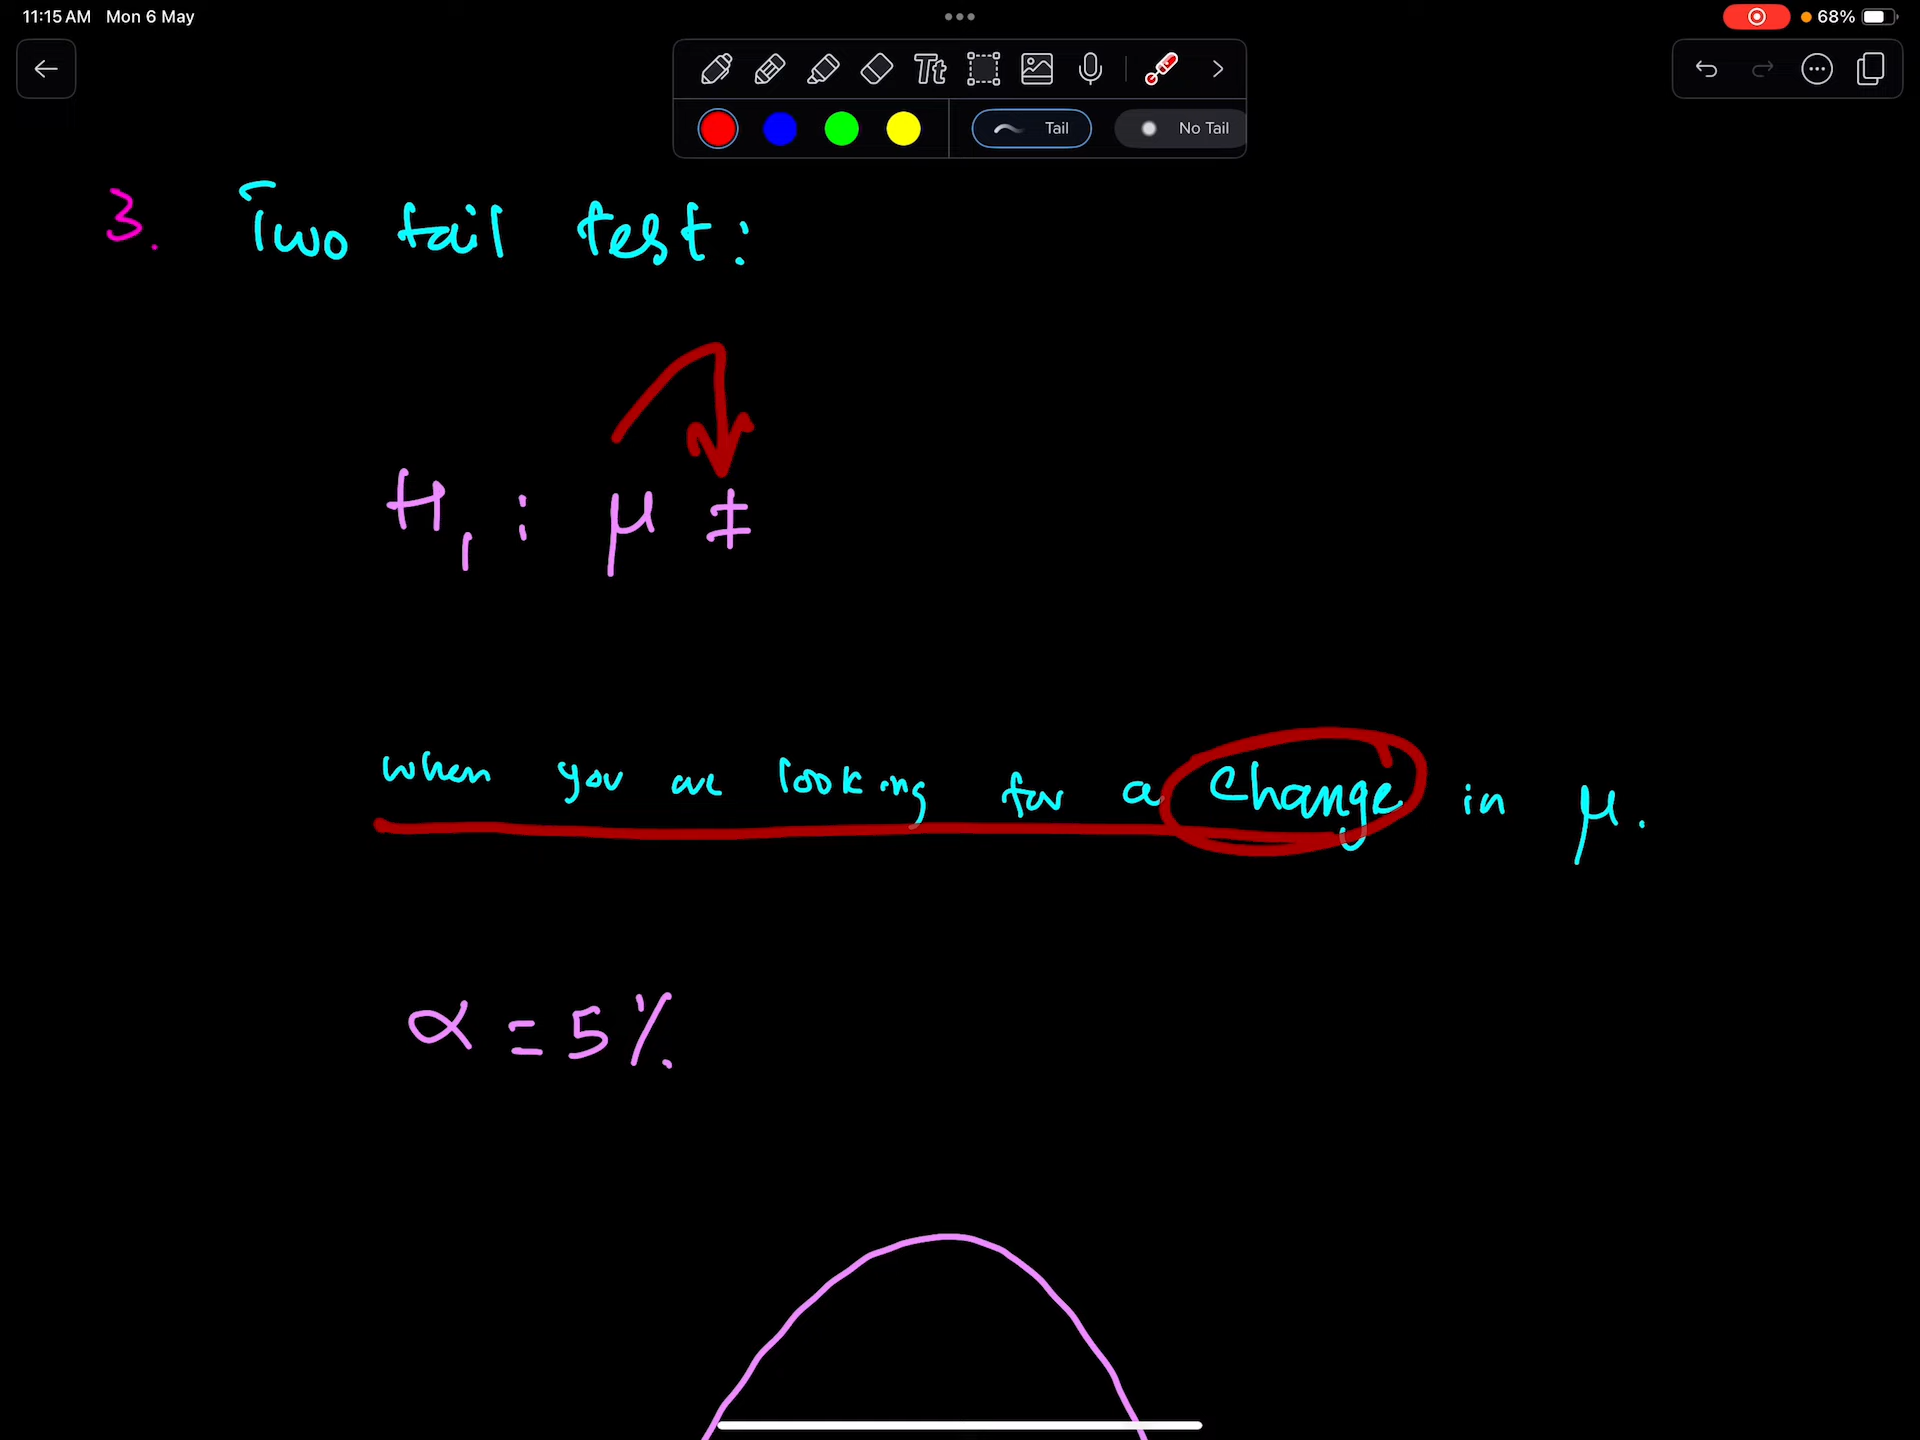 11:15 AM Mon 6 May
68%
Tt
Tail No Tail
3. Two tail test:
H₁ : μ ≠
when you are looking for a change in μ.
α = 5%